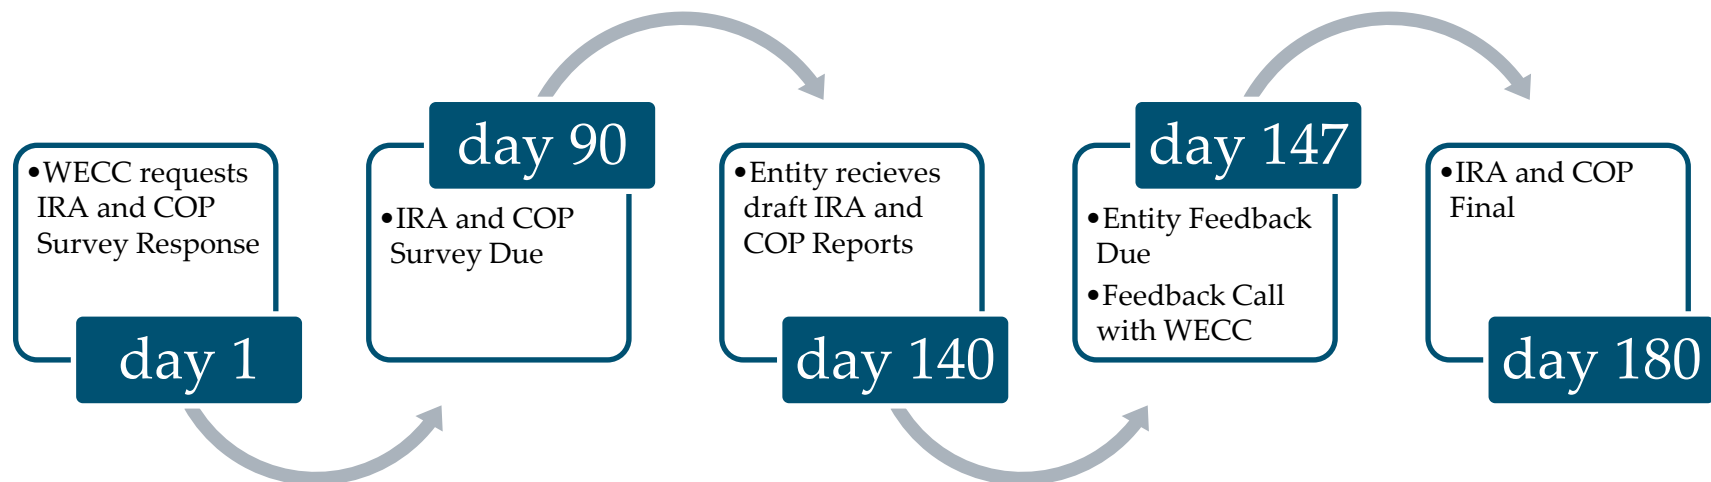 •WECC requests
IRA and COP
Survey Response
day 1
day 90
•IRA and COP
Survey Due
•Entity recieves
draft IRA and
COP Reports
day 140
day 147
•Entity Feedback
Due
•Feedback Call
with WECC
•IRA and COP
Final
day 180